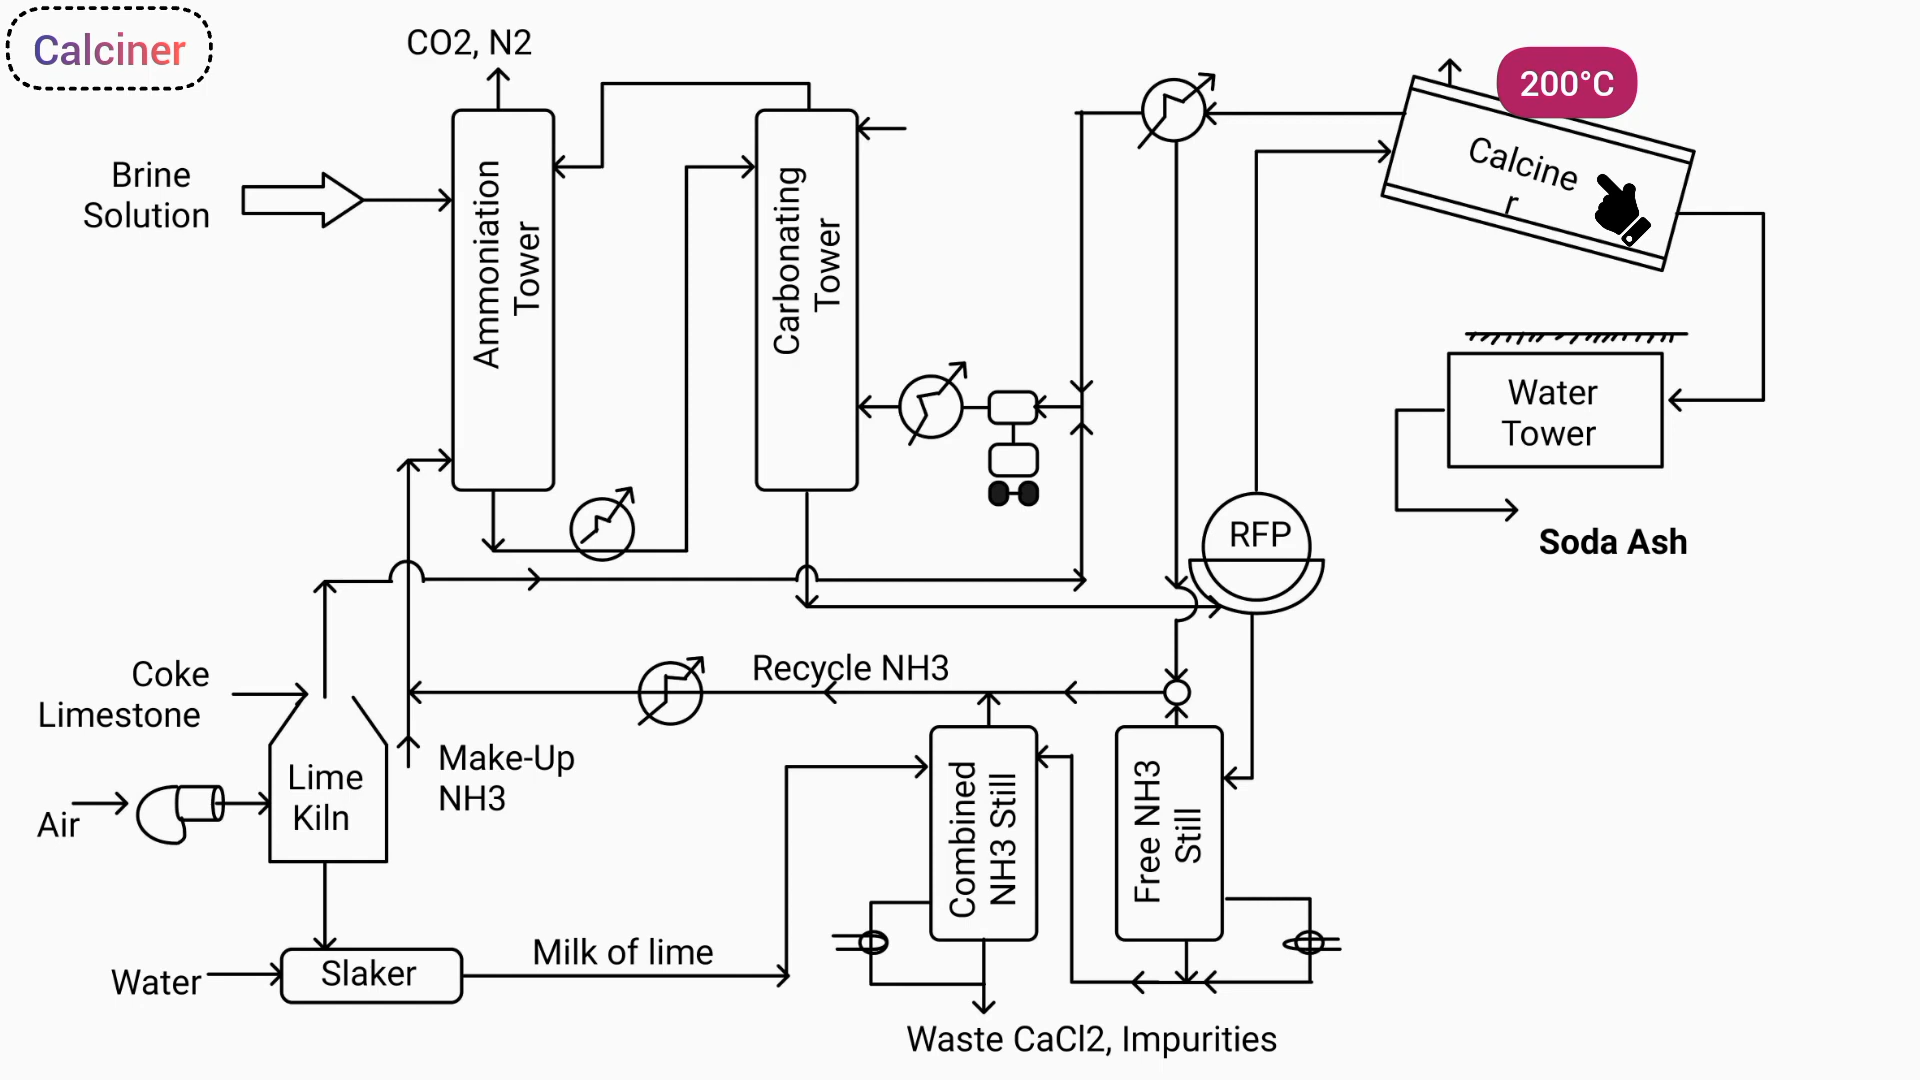 Calciner
CO2, N2
200°C
Calcine
r
Brine
Solution
Ammoniation
Tower
Carbonating
Tower
Water
Tower
RFP
Soda Ash
Coke
Limestone
Recycle NH3
Lime
Kiln
Make-Up
NH3
Air
Combined
NH3 Still
Free NH3
Still
Milk of lime
Water
Slaker
Waste CaCl2, Impurities